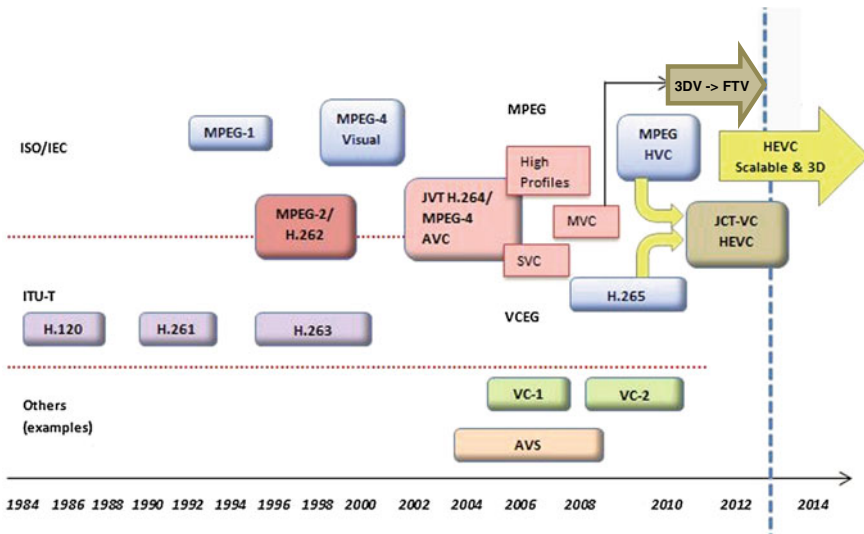 3DV -> FTV
MPEG
MPEG-1
MPEG-4
Visual
ISO/IEC
High
Profiles
MPEG
HVC
HEVC
Scalable & 3D
MPEG-2/
H.262
JVT H.264/
MPEG-4
AVC
MVC
SVC
JCT-VC
HEVC
ITU-T
VCEG
H.265
H.120
H.261
H.263
Others
(examples)
VC-1
VC-2
AVS
1984 1986 1988 1990 1992 1994 1996 1998 2000 2002 2004 2006 2008 2010 2012 2014